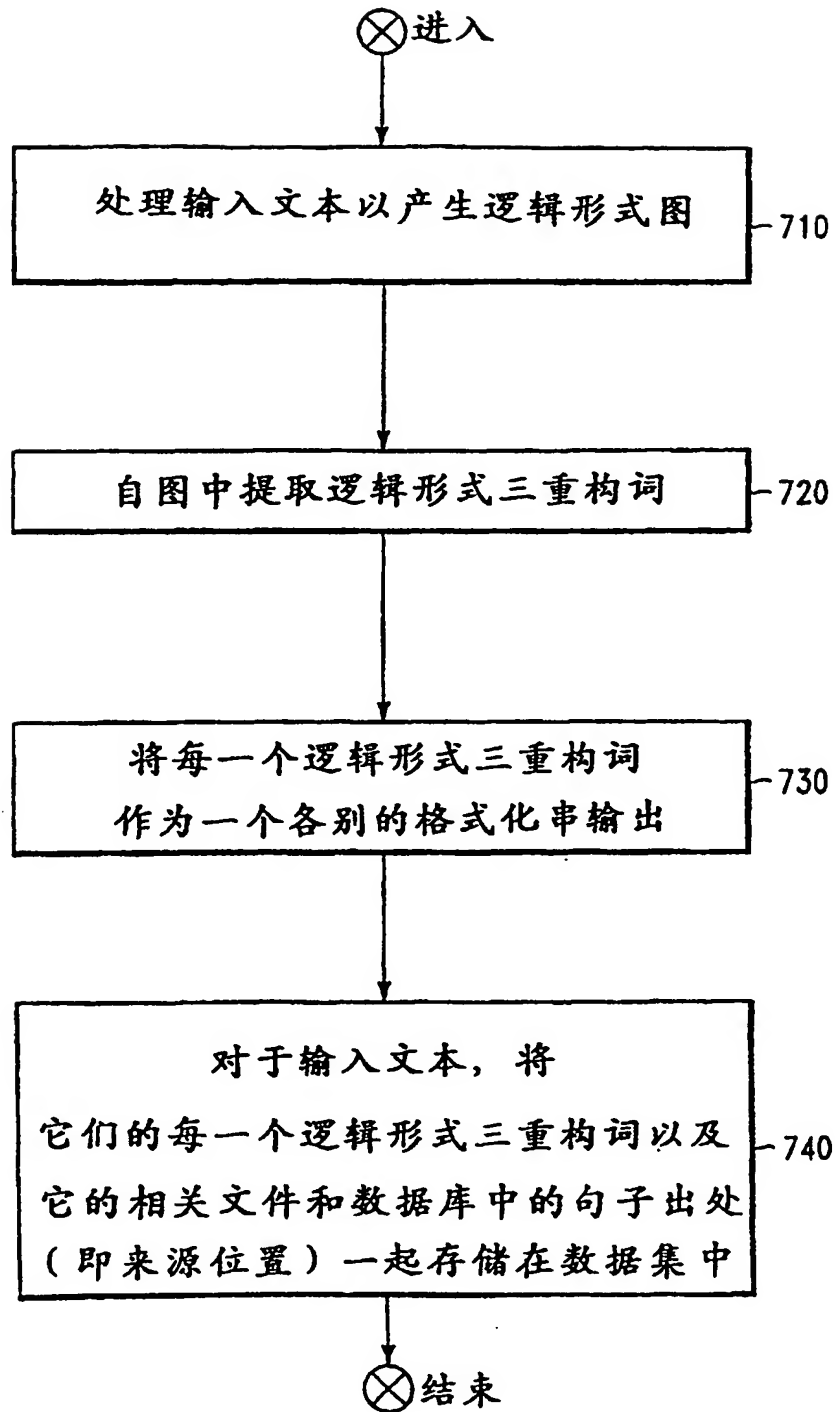 进入
处理输入文本以产生逻辑形式图
710
自图中提取逻辑形式三重构词
720
将每一个逻辑形式三重构词
作为一个各别的格式化串输出
730
对于输入文本，将
它们的每一个逻辑形式三重构词以及
它的相关文件和数据库中的句子出处
（即来源位置）一起存储在数据集中
740
结束